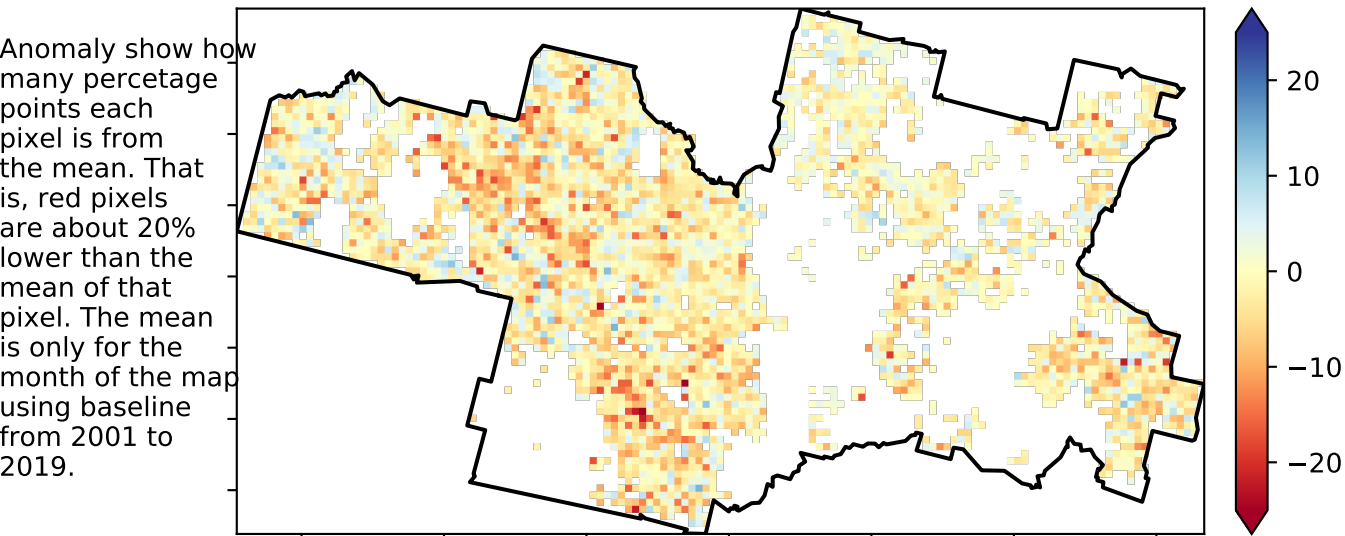 Anomaly show how
many percetage
points each
pixel is from
the mean. That
is, red pixels
are about 20%
lower than the
mean of that
pixel. The mean
is only for the
month of the map
using baseline
from 2001 to
2019.
20
10
0
−10
−20